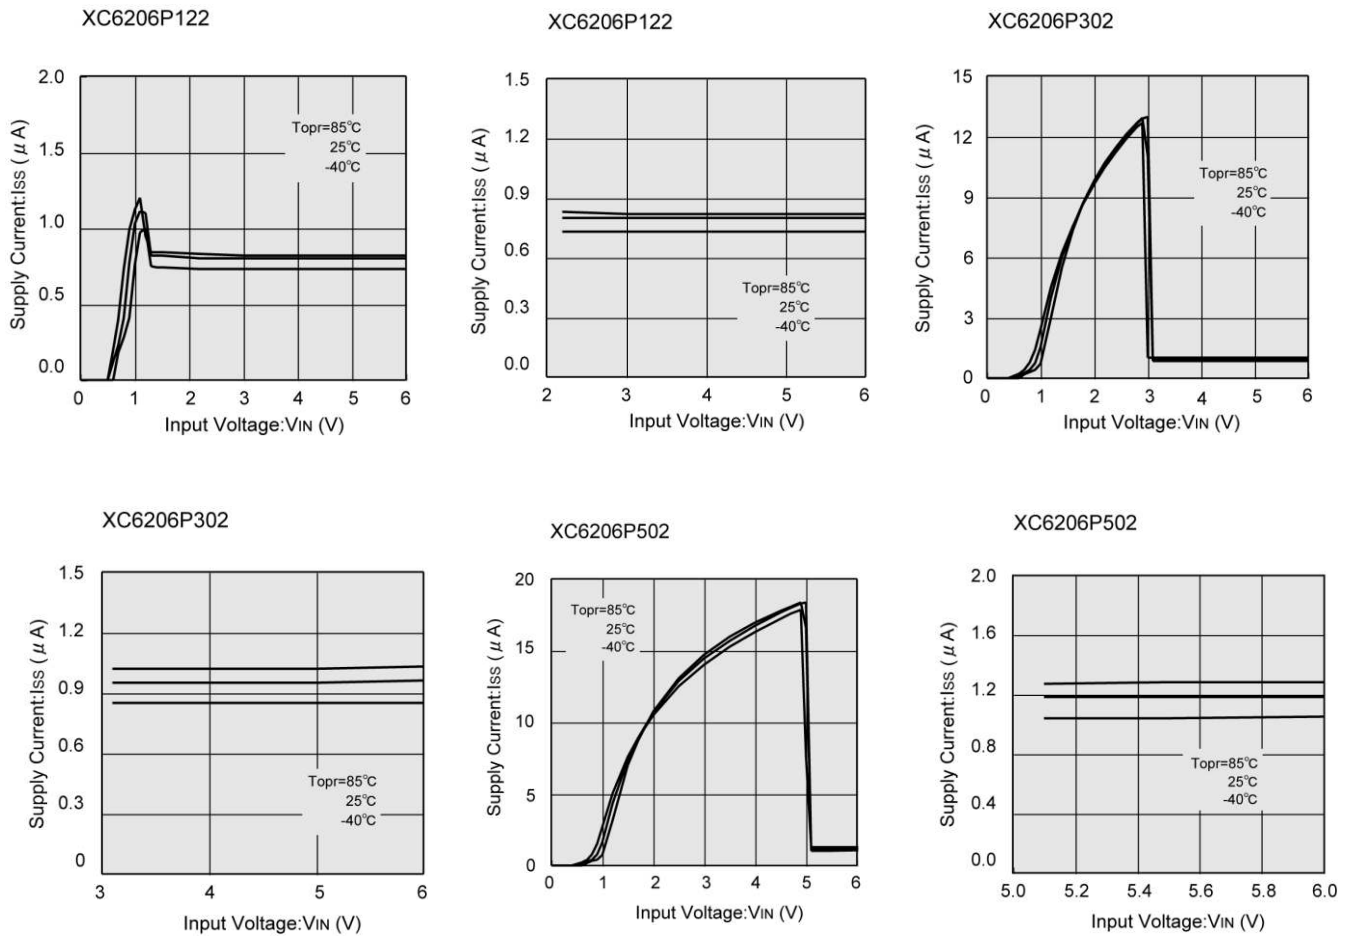 XC6206P122
2.0
1.5
1.0
0.5
0.0
0 1 2 3 4 5 6
Supply Current:ISS ( μ A)
Input Voltage:VIN (V)
Topr=85℃
25℃
-40℃
XC6206P122
1.5
1.2
0.9
0.6
0.3
0.0
2 3 4 5 6
Supply Current:ISS ( μ A)
Input Voltage:VIN (V)
Topr=85℃
25℃
-40℃
XC6206P302
15
12
9
6
3
0
0 1 2 3 4 5 6
Supply Current:ISS ( μ A)
Input Voltage:VIN (V)
Topr=85℃
25℃
-40℃
XC6206P302
1.5
1.2
0.9
0.6
0.3
0
3 4 5 6
Supply Current:ISS ( μ A)
Input Voltage:VIN (V)
Topr=85℃
25℃
-40℃
XC6206P502
20
15
10
5
0
0 1 2 3 4 5 6
Supply Current:ISS ( μ A)
Input Voltage:VIN (V)
Topr=85℃
25℃
-40℃
XC6206P502
2.0
1.6
1.2
0.8
0.4
0.0
5.0 5.2 5.4 5.6 5.8 6.0
Supply Current:ISS ( μ A)
Input Voltage:VIN (V)
Topr=85℃
25℃
-40℃